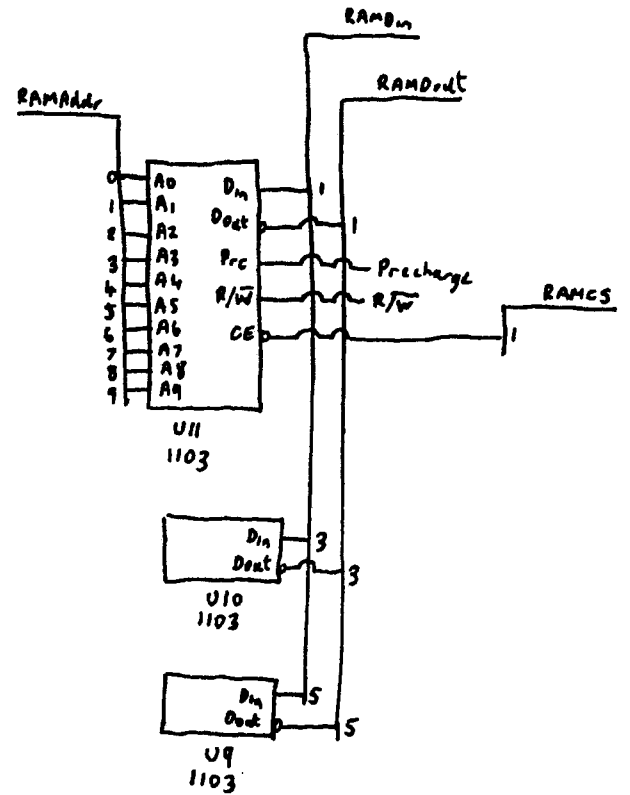 RAMDin
RAMDout
RAMAddr
0 A0 Din 1
1 A1
2 A2 Dout 1
3 A3 Prc Precharge
4 A4
5 A5 R/W̅ R/W̅
6 A6 CE RAMCS 1
7 A7
8 A8
9 A9
U11
1103
Din 3
Dout 3
U10
1103
Din 5
Dout 5
U9
1103